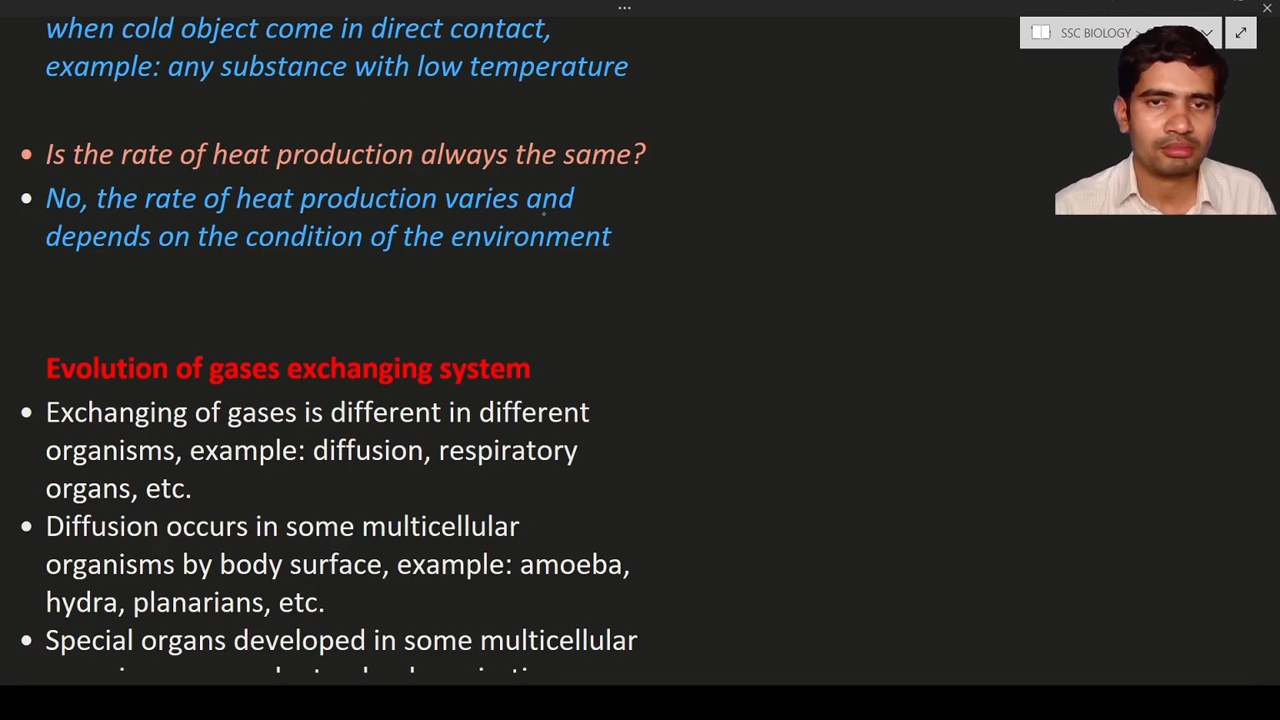 when cold object come in direct contact,
SSC BIOLOGY
example: any substance with low temperature
• Is the rate of heat production always the same?
• No, the rate of heat production varies and
depends on the condition of the environment
Evolution of gases exchanging system
• Exchanging of gases is different in different
organisms, example: diffusion, respiratory
organs, etc.
• Diffusion occurs in some multicellular
organisms by body surface, example: amoeba,
hydra, planarians, etc.
• Special organs developed in some multicellular